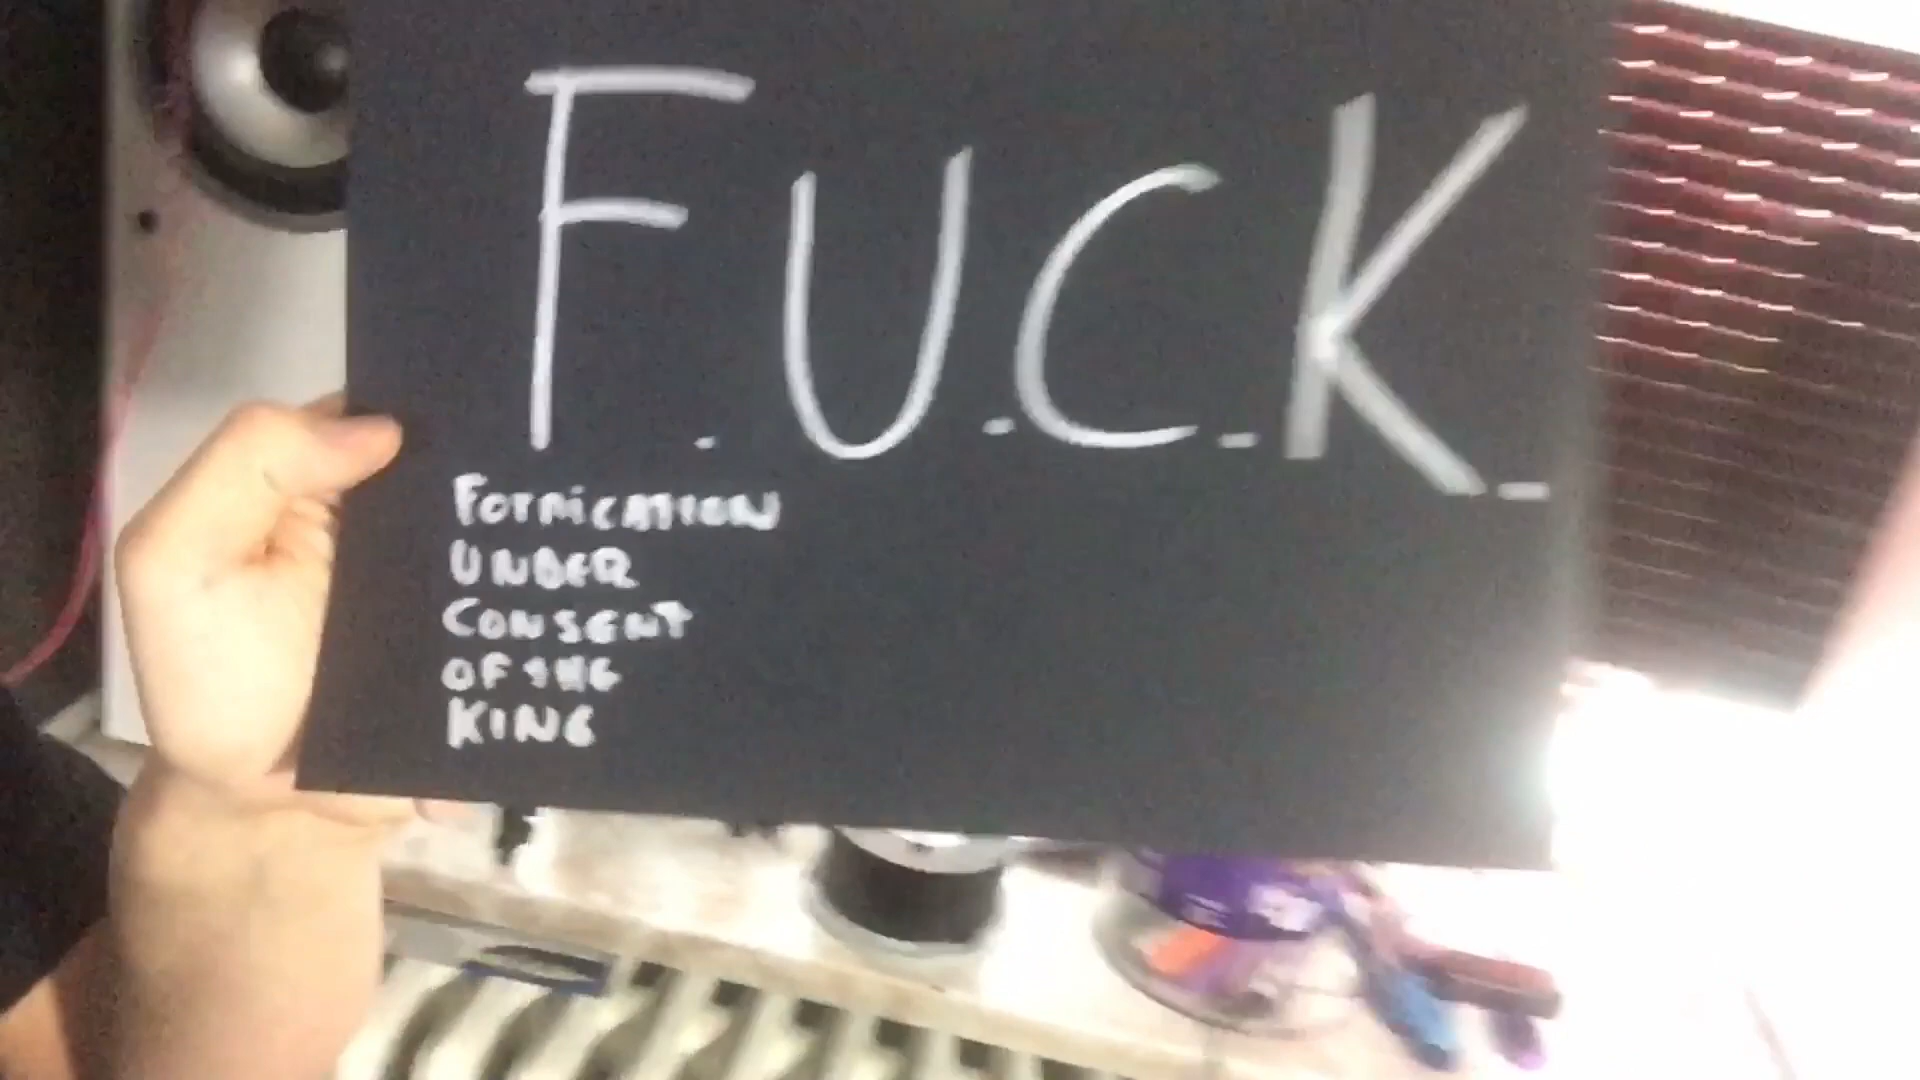 F.U.C.K.
FORNiCATION
UNDER
CONSENT
OF THE
KING